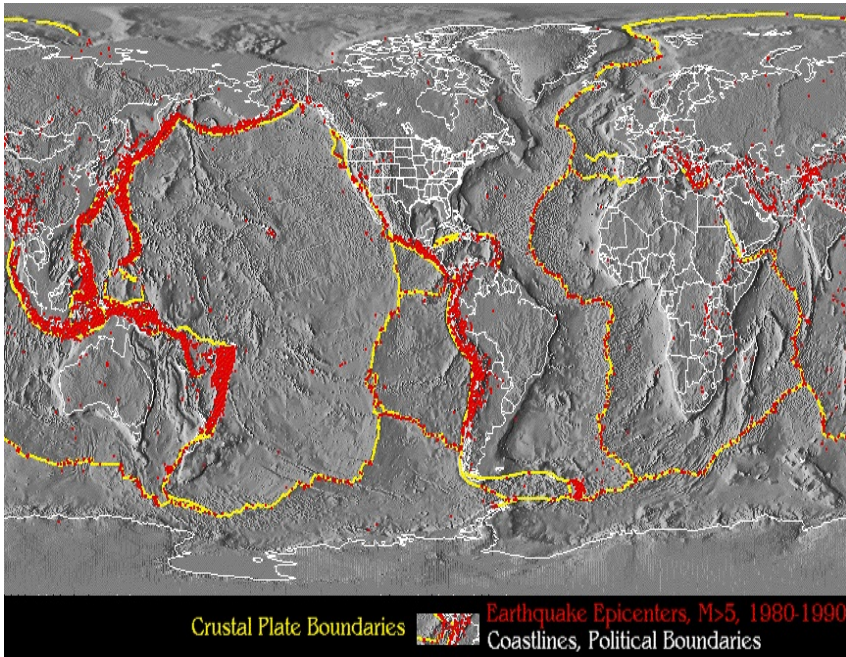 Crustal Plate Boundaries
Earthquake Epicenters, M>5, 1980-1990
Coastlines, Political Boundaries